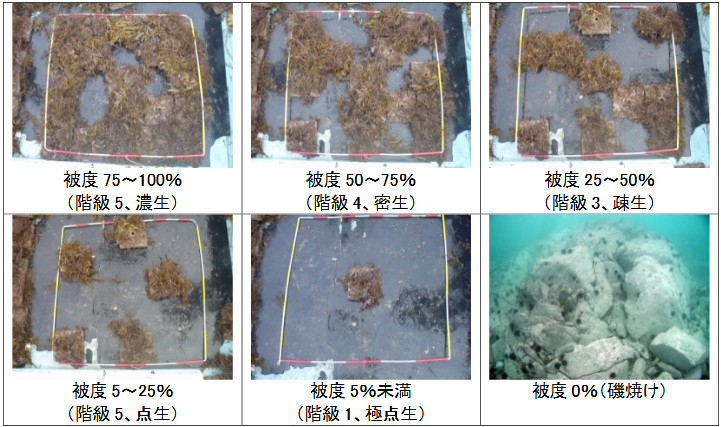 被度 75～100%
（階級 5、濃生）
被度 50～75%
（階級 4、密生）
被度 25～50%
（階級 3、疎生）
被度 5～25%
（階級 5、点生）
被度 5%未満
（階級 1、極点生）
被度 0%（磯焼け）